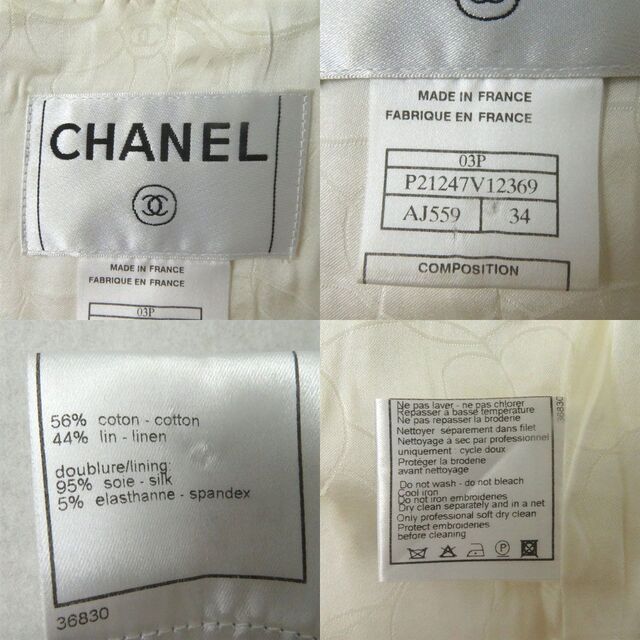 CHANEL
MADE IN FRANCE
FABRIQUE EN FRANCE
03P
MADE IN FRANCE
FABRIQUE EN FRANCE
03P
P21247V12369
AJ559 34
COMPOSITION
56% coton - cotton
44% lin - linen
doublure/lining:
95% soie - silk
5% elasthanne - spandex
36830
Ne pas laver - ne pas chlorer
Repasser a basse température
Ne pas repasser la broderie
Nettoyer séparement dans filet
Nettoyage a sec par professionnel
uniquement: cycle doux
Protéger la broderie
avant nettoyage
Do not wash - do not bleach
Cool iron
Do not iron embroideries
Dry clean separately and in a net
Only professional soft dry clean
Protect embroideries
before cleaning
P
36830